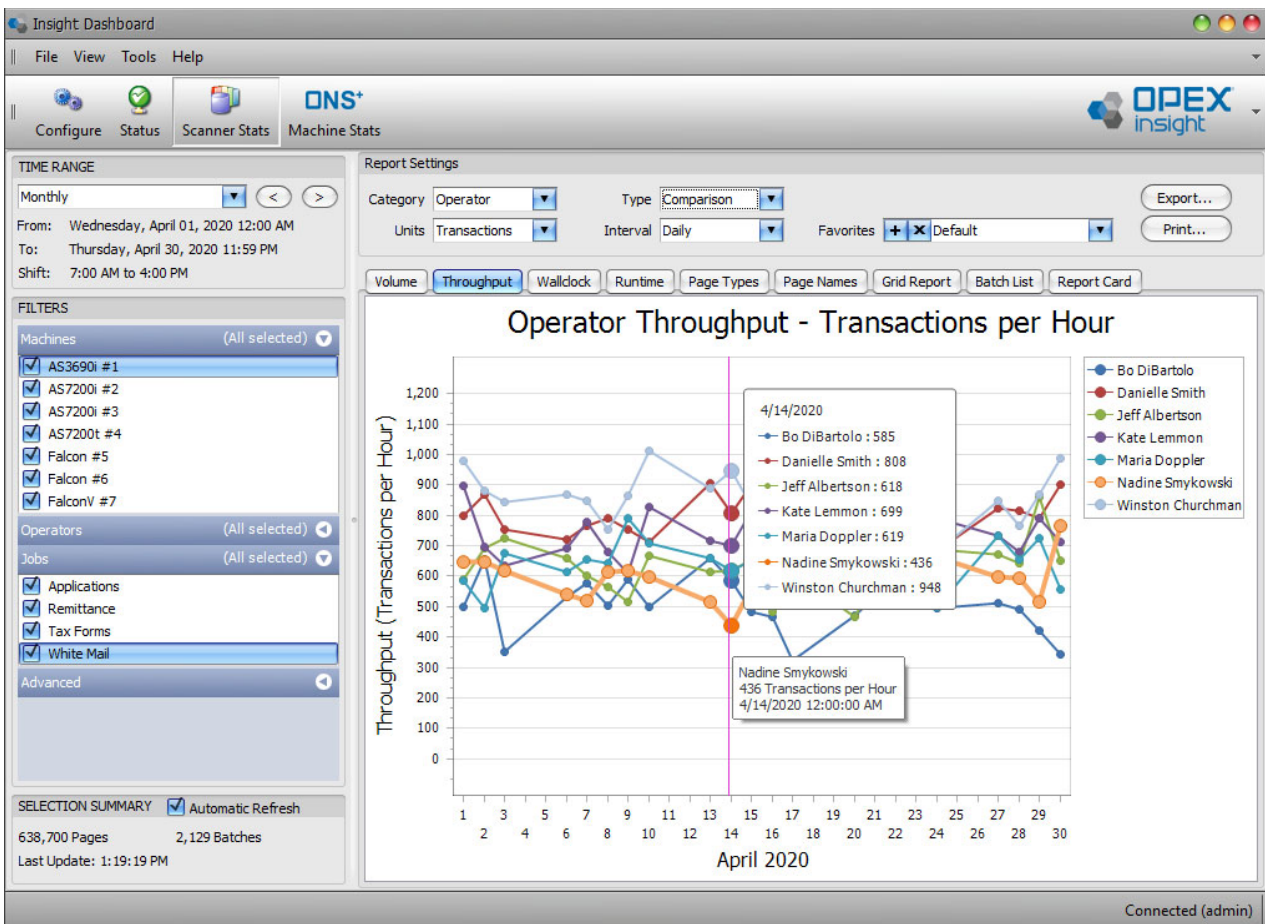 Insight Dashboard
File View Tools Help
Configure Status Scanner Stats ONS+ Machine Stats
OPEX insight
TIME RANGE
Monthly < >
From: Wednesday, April 01, 2020 12:00 AM
To: Thursday, April 30, 2020 11:59 PM
Shift: 7:00 AM to 4:00 PM
FILTERS
Machines (All selected)
AS3690i #1
AS7200i #2
AS7200i #3
AS7200t #4
Falcon #5
Falcon #6
FalconV #7
Operators (All selected)
Jobs (All selected)
Applications
Remittance
Tax Forms
White Mail
Advanced
SELECTION SUMMARY Automatic Refresh
638,700 Pages 2,129 Batches
Last Update: 1:19:19 PM
Report Settings
Category Operator Type Comparison Export...
Units Transactions Interval Daily Favorites + x Default Print...
Volume Throughput Wallclock Runtime Page Types Page Names Grid Report Batch List Report Card
Operator Throughput - Transactions per Hour
Throughput (Transactions per Hour)
1,200
1,100
1,000
900
800
700
600
500
400
300
200
100
0
4/14/2020
Bo DiBartolo : 585
Danielle Smith : 808
Jeff Albertson : 618
Kate Lemmon : 699
Maria Doppler : 619
Nadine Smykowski : 436
Winston Churchman : 948
Nadine Smykowski
436 Transactions per Hour
4/14/2020 12:00:00 AM
Bo DiBartolo
Danielle Smith
Jeff Albertson
Kate Lemmon
Maria Doppler
Nadine Smykowski
Winston Churchman
1 3 5 7 9 11 13 15 17 19 21 23 25 27 29
2 4 6 8 10 12 14 16 18 20 22 24 26 28 30
April 2020
Connected (admin)